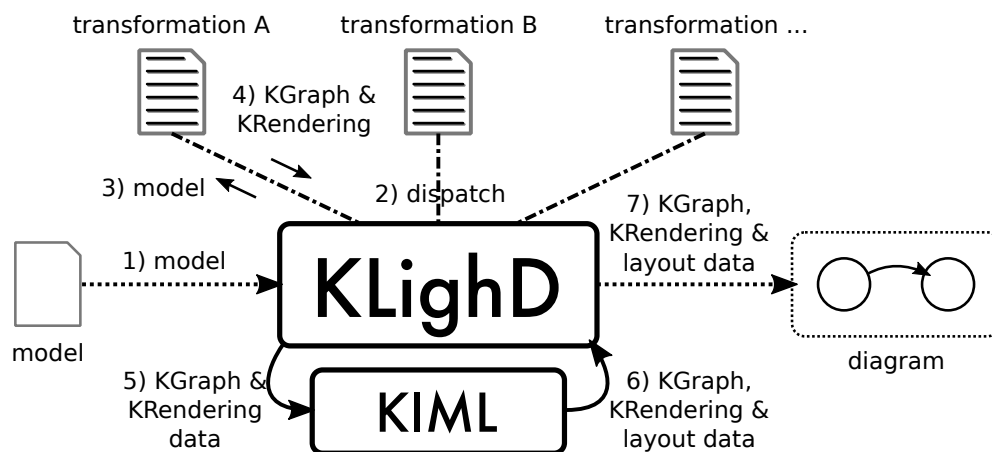 transformation A
transformation B
transformation ...
4) KGraph &
KRendering
3) model
2) dispatch
7) KGraph,
KRendering &
layout data
1) model
KLighD
model
diagram
5) KGraph &
KRendering
data
KIML
6) KGraph,
KRendering &
layout data